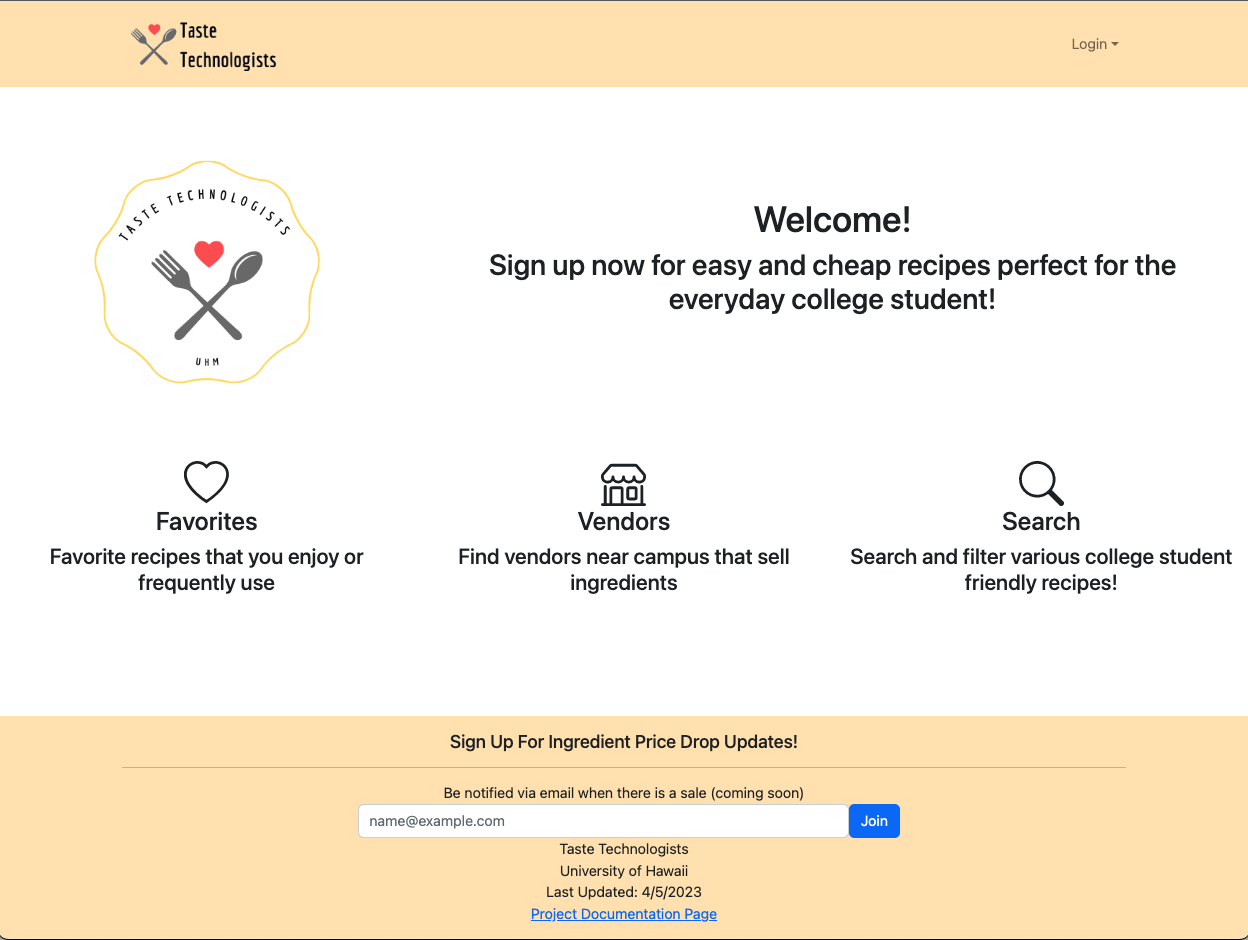 Taste
Technologists
Login
TASTE TECHNOLOGISTS
UHM
Welcome!
Sign up now for easy and cheap recipes perfect for the
everyday college student!
Favorites
Favorite recipes that you enjoy or
frequently use
Vendors
Find vendors near campus that sell
ingredients
Search
Search and filter various college student
friendly recipes!
Sign Up For Ingredient Price Drop Updates!
Be notified via email when there is a sale (coming soon)
name@example.com
Join
Taste Technologists
University of Hawaii
Last Updated: 4/5/2023
Project Documentation Page